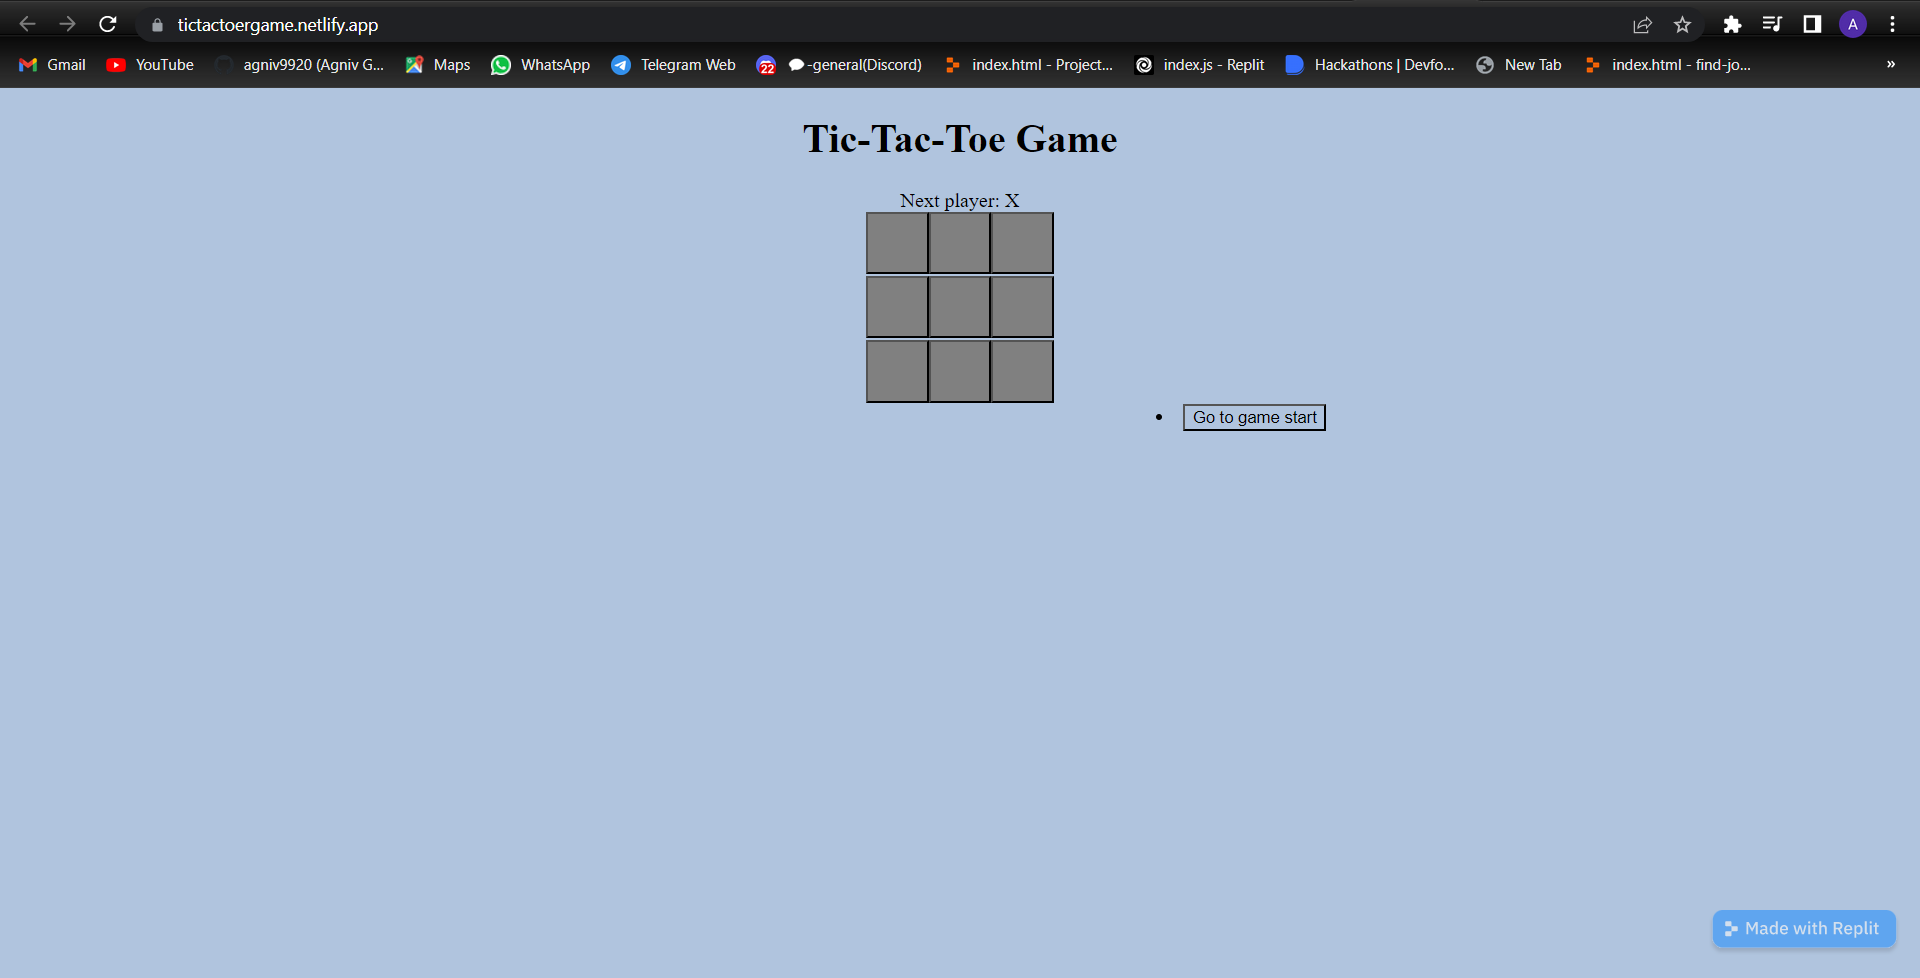 tictactoergame.netlify.app
A
Gmail YouTube agniv9920 (Agniv G... Maps WhatsApp Telegram Web 22 -general(Discord) index.html - Project... index.js - Replit Hackathons | Devfo... New Tab index.html - find-jo... »
Tic-Tac-Toe Game
Next player: X
• Go to game start
Made with Replit